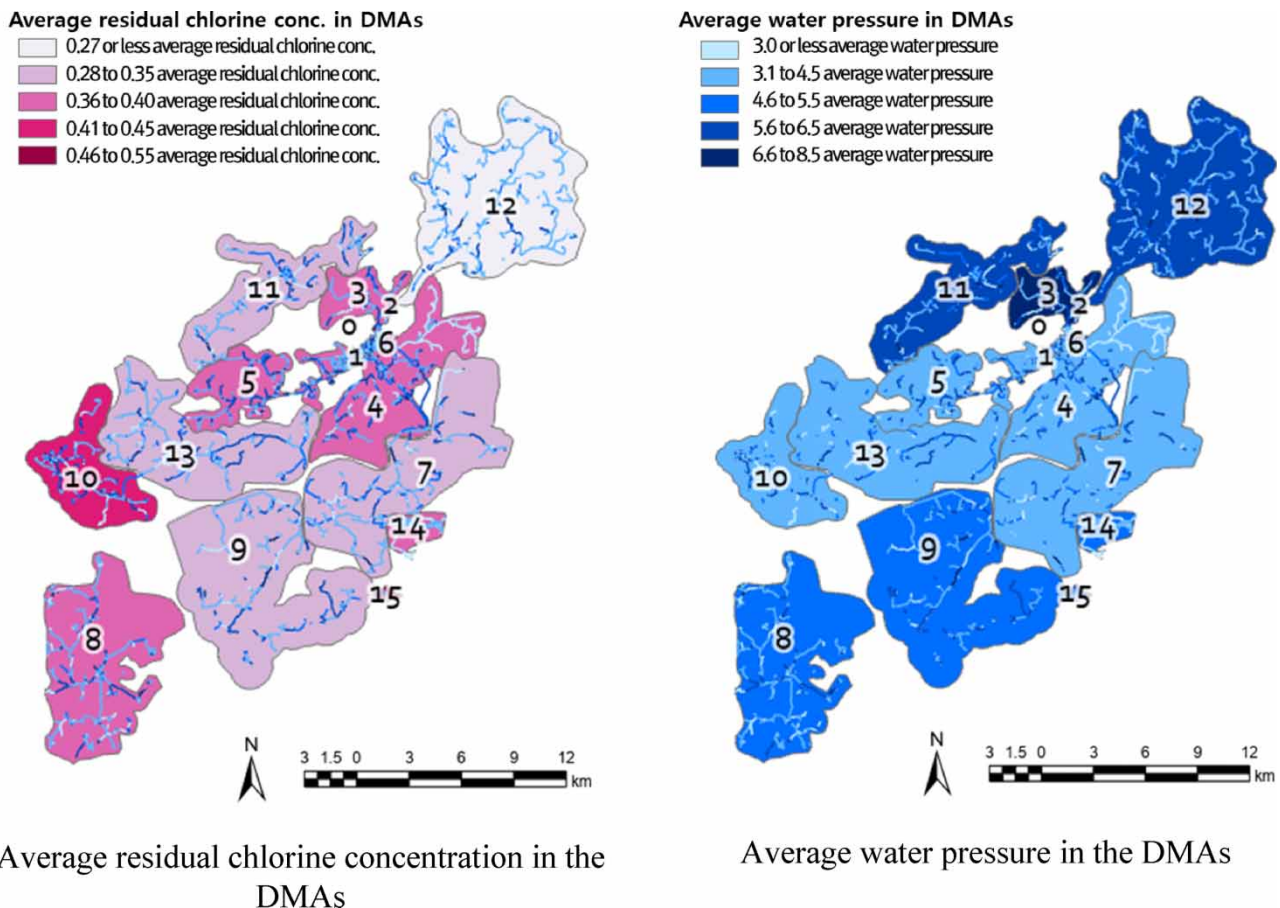 Average residual chlorine conc. in DMAs
0.27 or less average residual chlorine conc.
0.28 to 0.35 average residual chlorine conc.
0.36 to 0.40 average residual chlorine conc.
0.41 to 0.45 average residual chlorine conc.
0.46 to 0.55 average residual chlorine conc.
12
11
3
2
0
6
1
5
4
13
10
7
14
9
15
8
N
3 1.5 0 3 6 9 12
km
Average residual chlorine concentration in the
DMAs
Average water pressure in DMAs
3.0 or less average water pressure
3.1 to 4.5 average water pressure
4.6 to 5.5 average water pressure
5.6 to 6.5 average water pressure
6.6 to 8.5 average water pressure
12
11
3
2
0
6
1
5
4
13
10
7
14
9
15
8
N
3 1.5 0 3 6 9 12
km
Average water pressure in the DMAs